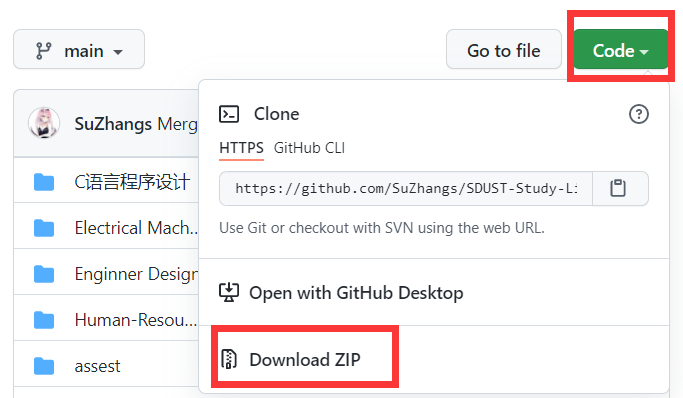 main
Go to file
Code
SuZhangs Merg
Clone
HTTPS GitHub CLI
https://github.com/SuZhangs/SDUST-Study-Li
Use Git or checkout with SVN using the web URL.
C语言程序设计
Electrical Mach...
Enginner Design
Open with GitHub Desktop
Human-Resou...
Download ZIP
assest